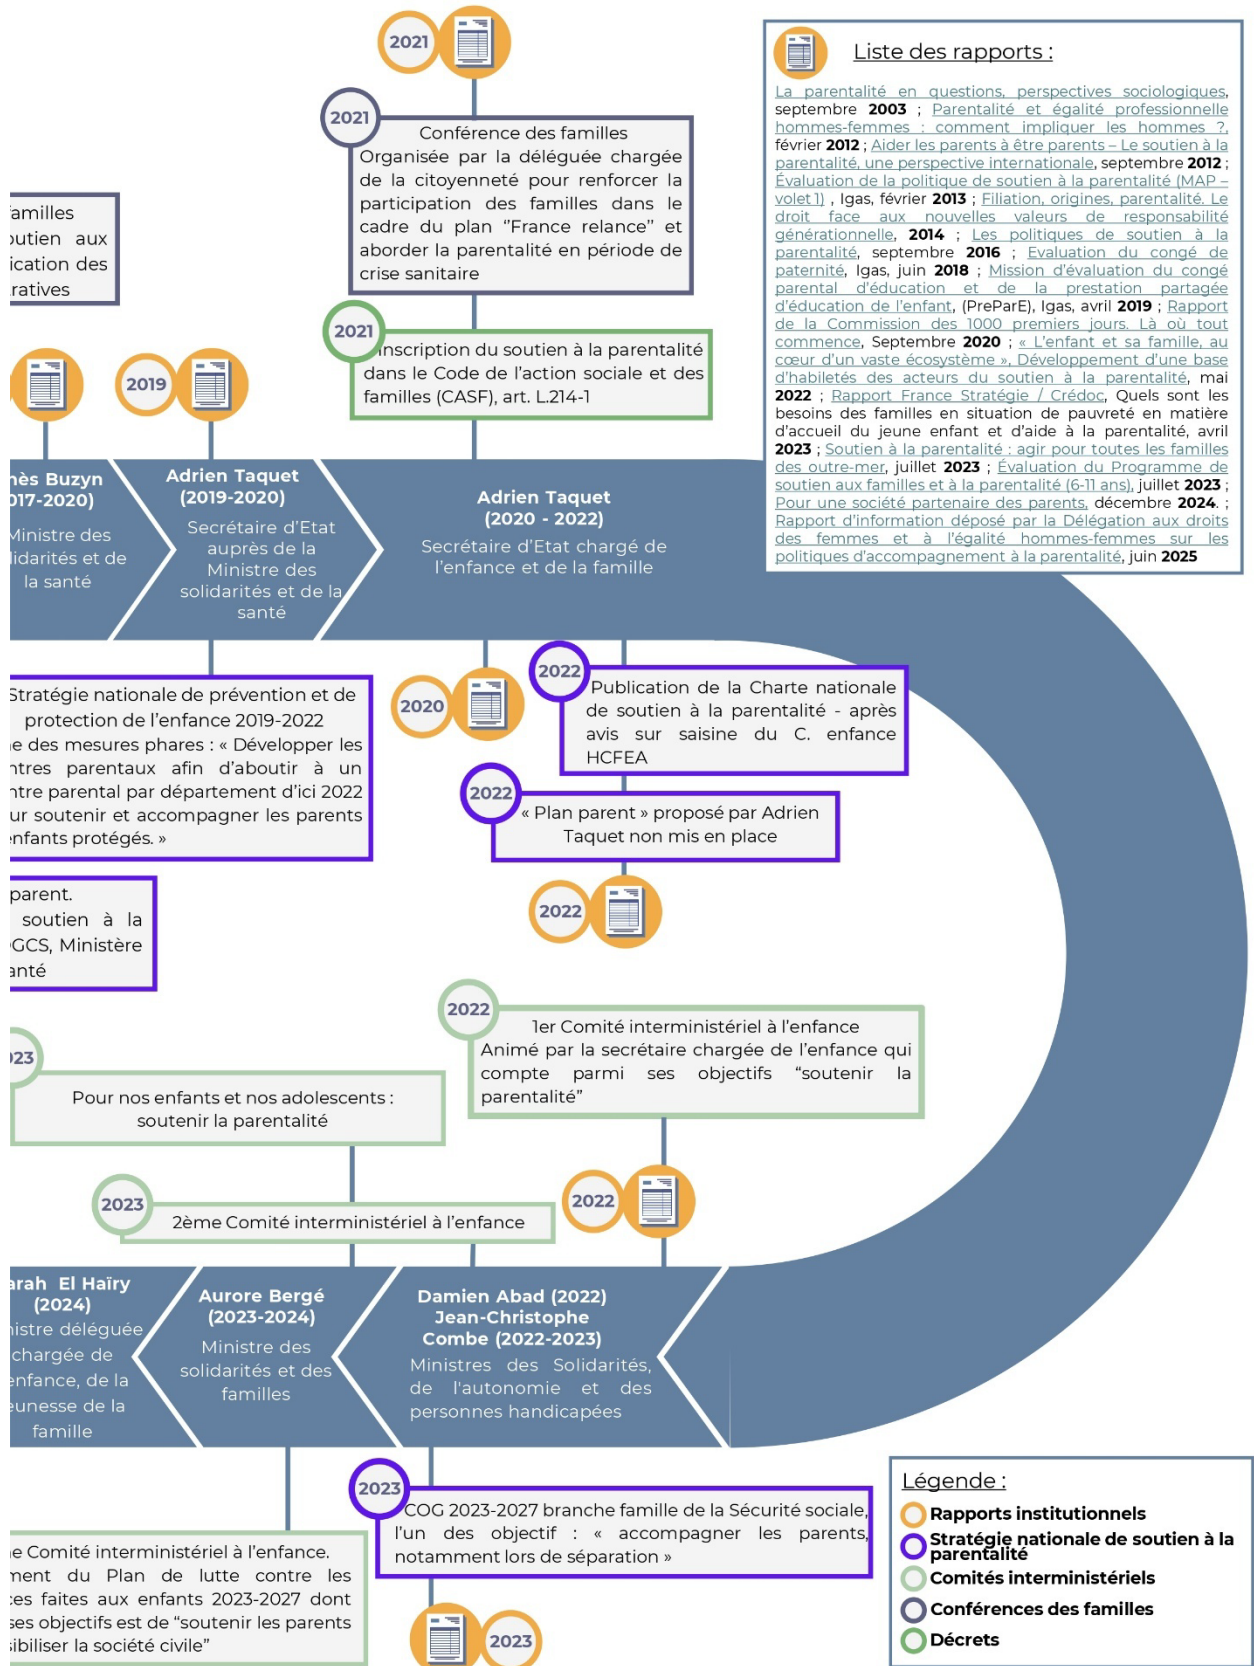 2021
2021
Conférence des familles
Organisée par la déléguée chargée
de la citoyenneté pour renforcer la
participation des familles dans le
cadre du plan ‘’France relance’’ et
aborder la parentalité en période de
crise sanitaire
familles
outien aux
ication des
ratives
2021
Inscription du soutien à la parentalité
dans le Code de l’action sociale et des
familles (CASF), art. L.214-1
2019
Liste des rapports :
La parentalité en questions, perspectives sociologiques,
septembre 2003 ; Parentalité et égalité professionnelle
hommes-femmes : comment impliquer les hommes ?,
février 2012 ; Aider les parents à être parents – Le soutien à la
parentalité, une perspective internationale, septembre 2012 ;
Évaluation de la politique de soutien à la parentalité (MAP –
volet 1) , Igas, février 2013 ; Filiation, origines, parentalité. Le
droit face aux nouvelles valeurs de responsabilité
générationnelle, 2014 ; Les politiques de soutien à la
parentalité, septembre 2016 ; Evaluation du congé de
paternité, Igas, juin 2018 ; Mission d’évaluation du congé
parental d’éducation et de la prestation partagée
d’éducation de l’enfant, (PreParE), Igas, avril 2019 ; Rapport
de la Commission des 1000 premiers jours. Là où tout
commence, Septembre 2020 ; « L’enfant et sa famille, au
cœur d’un vaste écosystème », Développement d’une base
d’habiletés des acteurs du soutien à la parentalité, mai
2022 ; Rapport France Stratégie / Crédoc, Quels sont les
besoins des familles en situation de pauvreté en matière
d’accueil du jeune enfant et d’aide à la parentalité, avril
2023 ; Soutien à la parentalité : agir pour toutes les familles
des outre-mer, juillet 2023 ; Évaluation du Programme de
soutien aux familles et à la parentalité (6-11 ans), juillet 2023 ;
Pour une société partenaire des parents, décembre 2024. ;
Rapport d’information déposé par la Délégation aux droits
des femmes et à l’égalité hommes-femmes sur les
politiques d’accompagnement à la parentalité, juin 2025
nès Buzyn
017-2020)
Ministre des
lidarités et de
la santé
Adrien Taquet
(2019-2020)
Secrétaire d’Etat
auprès de la
Ministre des
solidarités et de la
santé
Adrien Taquet
(2020 - 2022)
Secrétaire d’Etat chargé de
l’enfance et de la famille
Stratégie nationale de prévention et de
protection de l’enfance 2019-2022
ne des mesures phares : « Développer les
ntres parentaux afin d’aboutir à un
ntre parental par département d’ici 2022
ur soutenir et accompagner les parents
enfants protégés. »
2020
2022
Publication de la Charte nationale
de soutien à la parentalité - après
avis sur saisine du C. enfance
HCFEA
2022
« Plan parent » proposé par Adrien
Taquet non mis en place
2022
parent.
soutien à la
DGCS, Ministère
anté
2022
1er Comité interministériel à l’enfance
Animé par la secrétaire chargée de l’enfance qui
compte parmi ses objectifs “soutenir la
parentalité”
023
Pour nos enfants et nos adolescents :
soutenir la parentalité
2022
2023
2ème Comité interministériel à l’enfance
arah El Haïry
(2024)
nistre déléguée
chargée de
enfance, de la
eunesse de la
famille
Aurore Bergé
(2023-2024)
Ministre des
solidarités et des
familles
Damien Abad (2022)
Jean-Christophe
Combe (2022-2023)
Ministres des Solidarités,
de l'autonomie et des
personnes handicapées
2023
COG 2023-2027 branche famille de la Sécurité sociale,
l’un des objectif : « accompagner les parents,
notamment lors de séparation »
2023
ne Comité interministériel à l’enfance.
ment du Plan de lutte contre les
ces faites aux enfants 2023-2027 dont
ses objectifs est de “soutenir les parents
sibiliser la société civile”
Légende :
Rapports institutionnels
Stratégie nationale de soutien à la
parentalité
Comités interministériels
Conférences des familles
Décrets